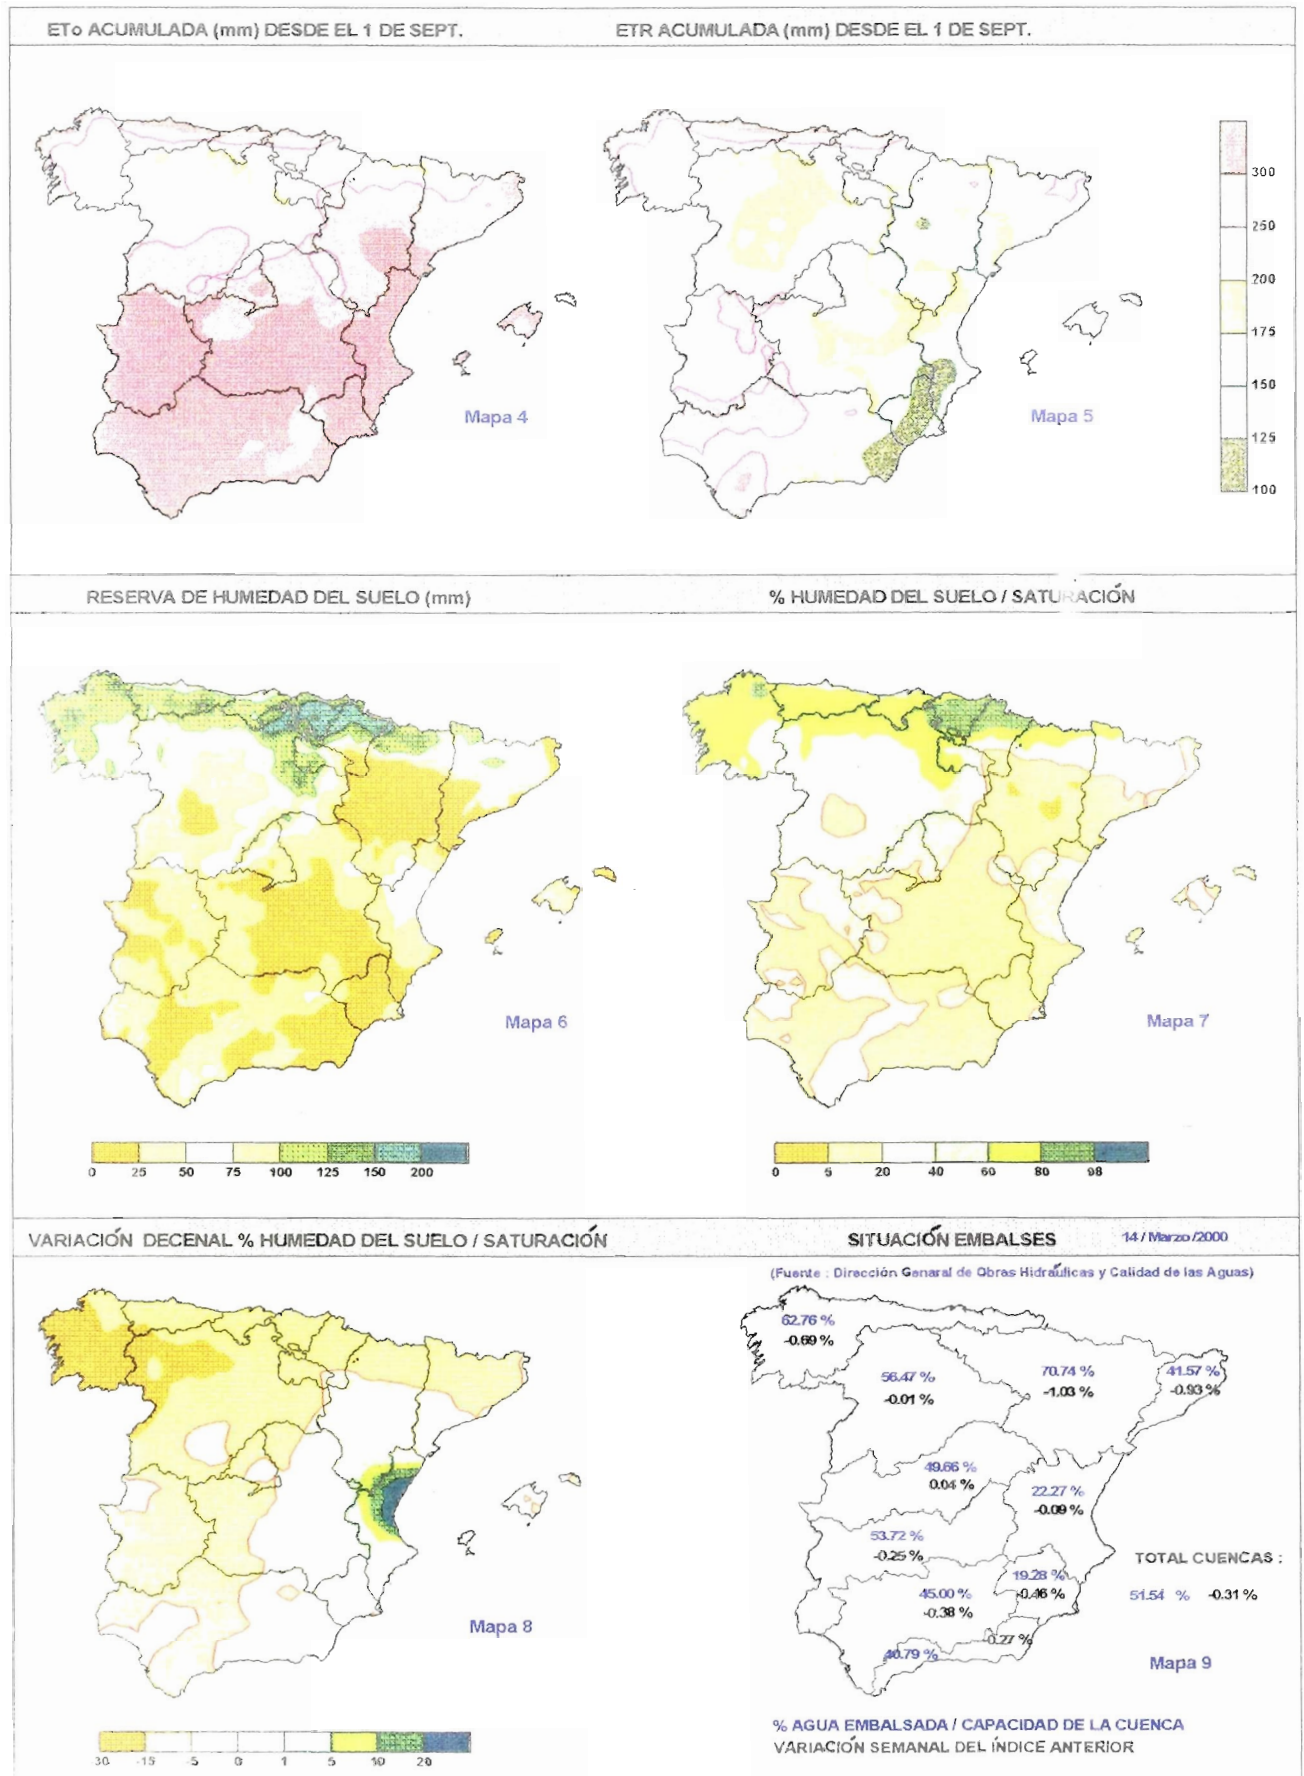 ETo ACUMULADA (mm) DESDE EL 1 DE SEPT.
ETR ACUMULADA (mm) DESDE EL 1 DE SEPT.
300
250
200
175
150
125
100
Mapa 4
Mapa 5
RESERVA DE HUMEDAD DEL SUELO (mm)
% HUMEDAD DEL SUELO / SATURACIÓN
Mapa 6
Mapa 7
0 25 50 75 100 125 150 200
0 5 20 40 60 80 98
VARIACIÓN DECENAL % HUMEDAD DEL SUELO / SATURACIÓN
SITUACIÓN EMBALSES 14 / Marzo /2000
(Fuente : Dirección Genaral de Obras Hidraúlicas y Calidad de las Aguas)
62.76 %
-0.69 %
56.47 %
-0.01 %
70.74 %
-1.03 %
41.57 %
-0.93 %
49.66 %
0.04 %
22.27 %
-0.09 %
53.72 %
-0.25 %
19.28 %
-0.46 %
45.00 %
-0.38 %
-0.27 %
40.79 %
TOTAL CUENCAS :
51.54 % -0.31 %
Mapa 8
Mapa 9
30 -15 -5 0 1 5 10 20
% AGUA EMBALSADA / CAPACIDAD DE LA CUENCA
VARIACIÓN SEMANAL DEL ÍNDICE ANTERIOR